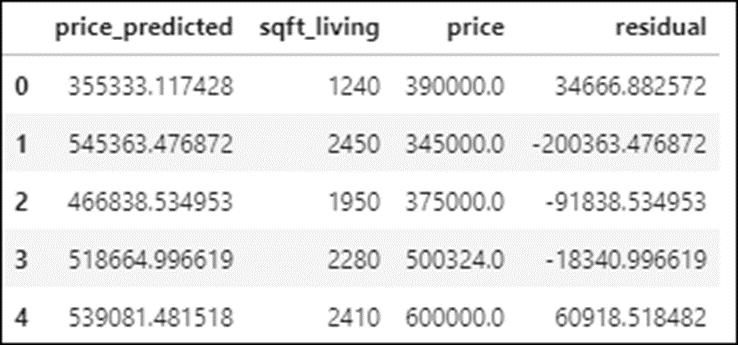 price_predicted sqft_living price residual
0 355333.117428 1240 390000.0 34666.882572
1 545363.476872 2450 345000.0 -200363.476872
2 466838.534953 1950 375000.0 -91838.534953
3 518664.996619 2280 500324.0 -18340.996619
4 539081.481518 2410 600000.0 60918.518482